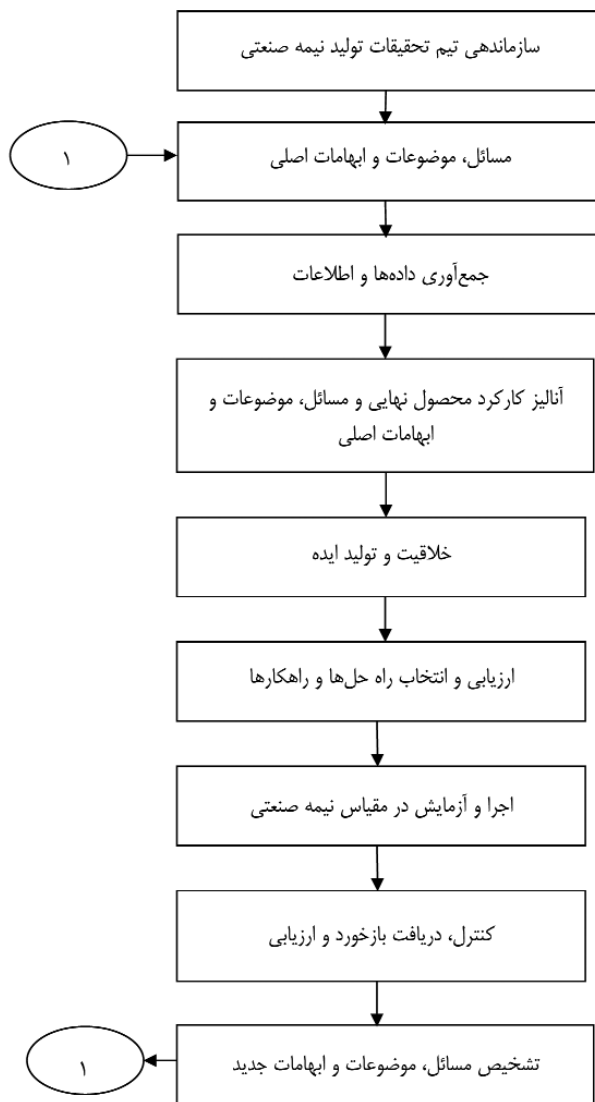 سازماندهی تیم تحقیقات تولید نیمه صنعتی
مسائل، موضوعات و ابهامات اصلی
۱
جمع‌آوری داده‌ها و اطلاعات
آنالیز کارکرد محصول نهایی و مسائل، موضوعات و
ابهامات اصلی
خلاقیت و تولید ایده
ارزیابی و انتخاب راه حل‌ها و راهکارها
اجرا و آزمایش در مقیاس نیمه صنعتی
کنترل، دریافت بازخورد و ارزیابی
تشخیص مسائل، موضوعات و ابهامات جدید
۱